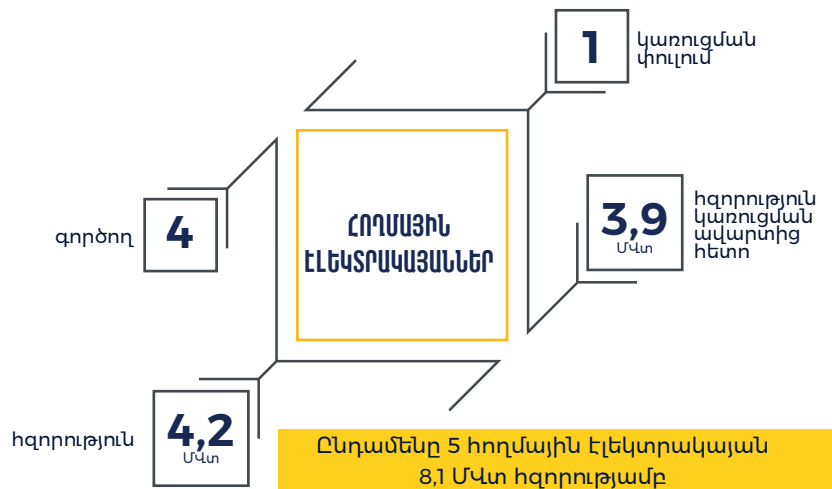 1
կառուցման
փուլում
3,9
ՄՎտ
հզորություն
կառուցման
ավարտից
հետո
ՀՈՂՄԱՅԻՆ
ԷԼԵԿՏՐԱԿԱՅԱՆՆԵՐ
գործող
4
հզորություն
4,2
ՄՎտ
Ընդամենը 5 հողմային էլեկտրակայան
8,1 ՄՎտ հզորությամբ